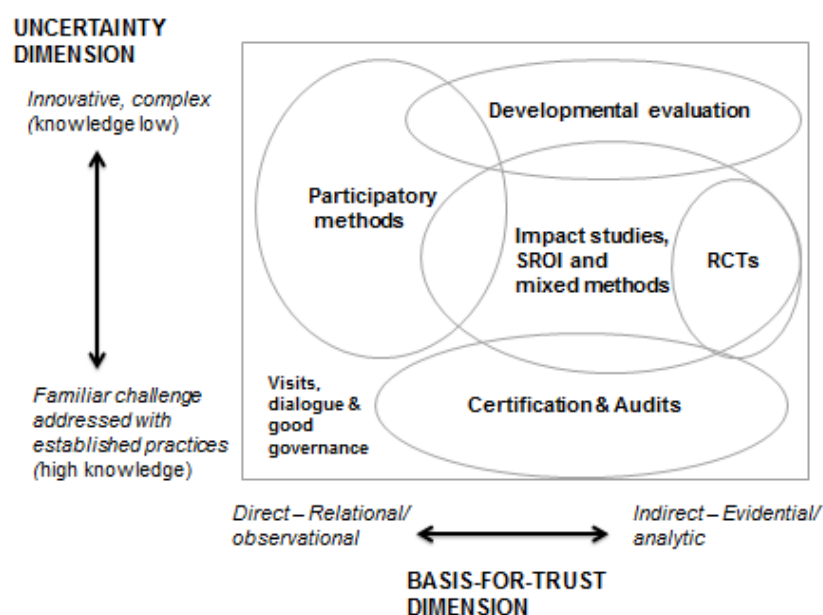 UNCERTAINTY
DIMENSION
Innovative, complex
(knowledge low)
Developmental evaluation
Participatory
methods
Impact studies,
SROI and
mixed methods
RCTs
Familiar challenge
addressed with
established practices
(high knowledge)
Visits,
dialogue &
good
governance
Certification & Audits
Direct – Relational/
observational
Indirect – Evidential/
analytic
BASIS-FOR-TRUST
DIMENSION